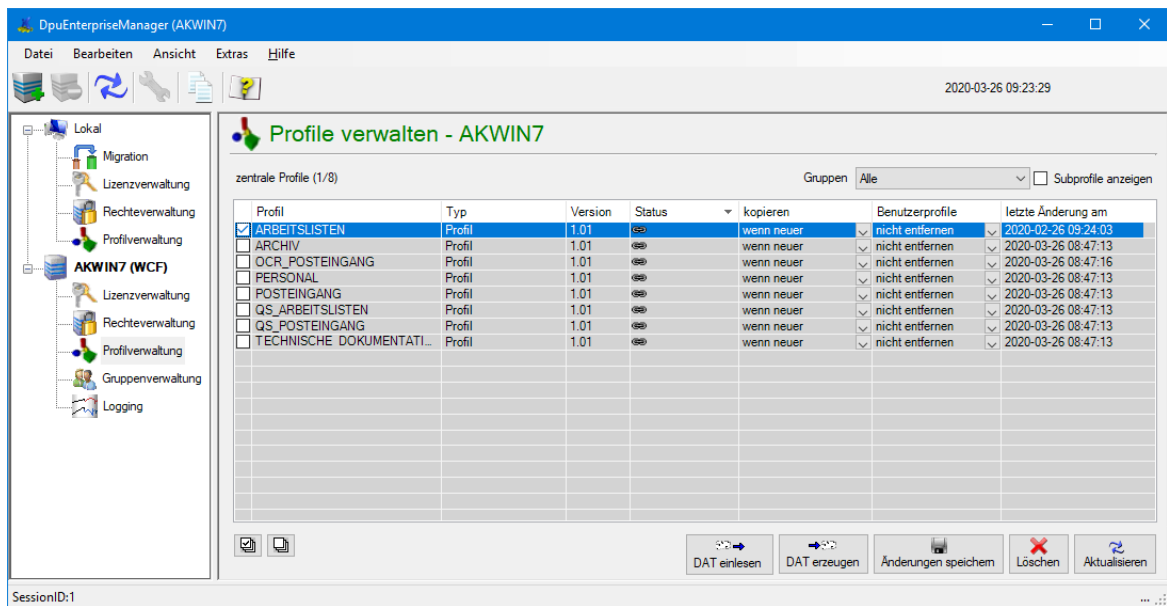 DpuEnterpriseManager (AKWIN7)
Datei Bearbeiten Ansicht Extras Hilfe
2020-03-26 09:23:29
Lokal
Migration
Lizenzverwaltung
Rechteverwaltung
Profilverwaltung
AKWIN7 (WCF)
Lizenzverwaltung
Rechteverwaltung
Profilverwaltung
Gruppenverwaltung
Logging
Profile verwalten - AKWIN7
zentrale Profile (1/8) Gruppen Alle Subprofile anzeigen
Profil Typ Version Status kopieren Benutzerprofile letzte Änderung am
ARBEITSLISTEN Profil 1.01 wenn neuer nicht entfernen 2020-02-26 09:24:03
ARCHIV Profil 1.01 wenn neuer nicht entfernen 2020-03-26 08:47:13
OCR_POSTEINGANG Profil 1.01 wenn neuer nicht entfernen 2020-03-26 08:47:16
PERSONAL Profil 1.01 wenn neuer nicht entfernen 2020-03-26 08:47:13
POSTEINGANG Profil 1.01 wenn neuer nicht entfernen 2020-03-26 08:47:13
QS_ARBEITSLISTEN Profil 1.01 wenn neuer nicht entfernen 2020-03-26 08:47:13
QS_POSTEINGANG Profil 1.01 wenn neuer nicht entfernen 2020-03-26 08:47:13
TECHNISCHE DOKUMENTATI... Profil 1.01 wenn neuer nicht entfernen 2020-03-26 08:47:13
DAT einlesen DAT erzeugen Änderungen speichern Löschen Aktualisieren
SessionID:1 ...